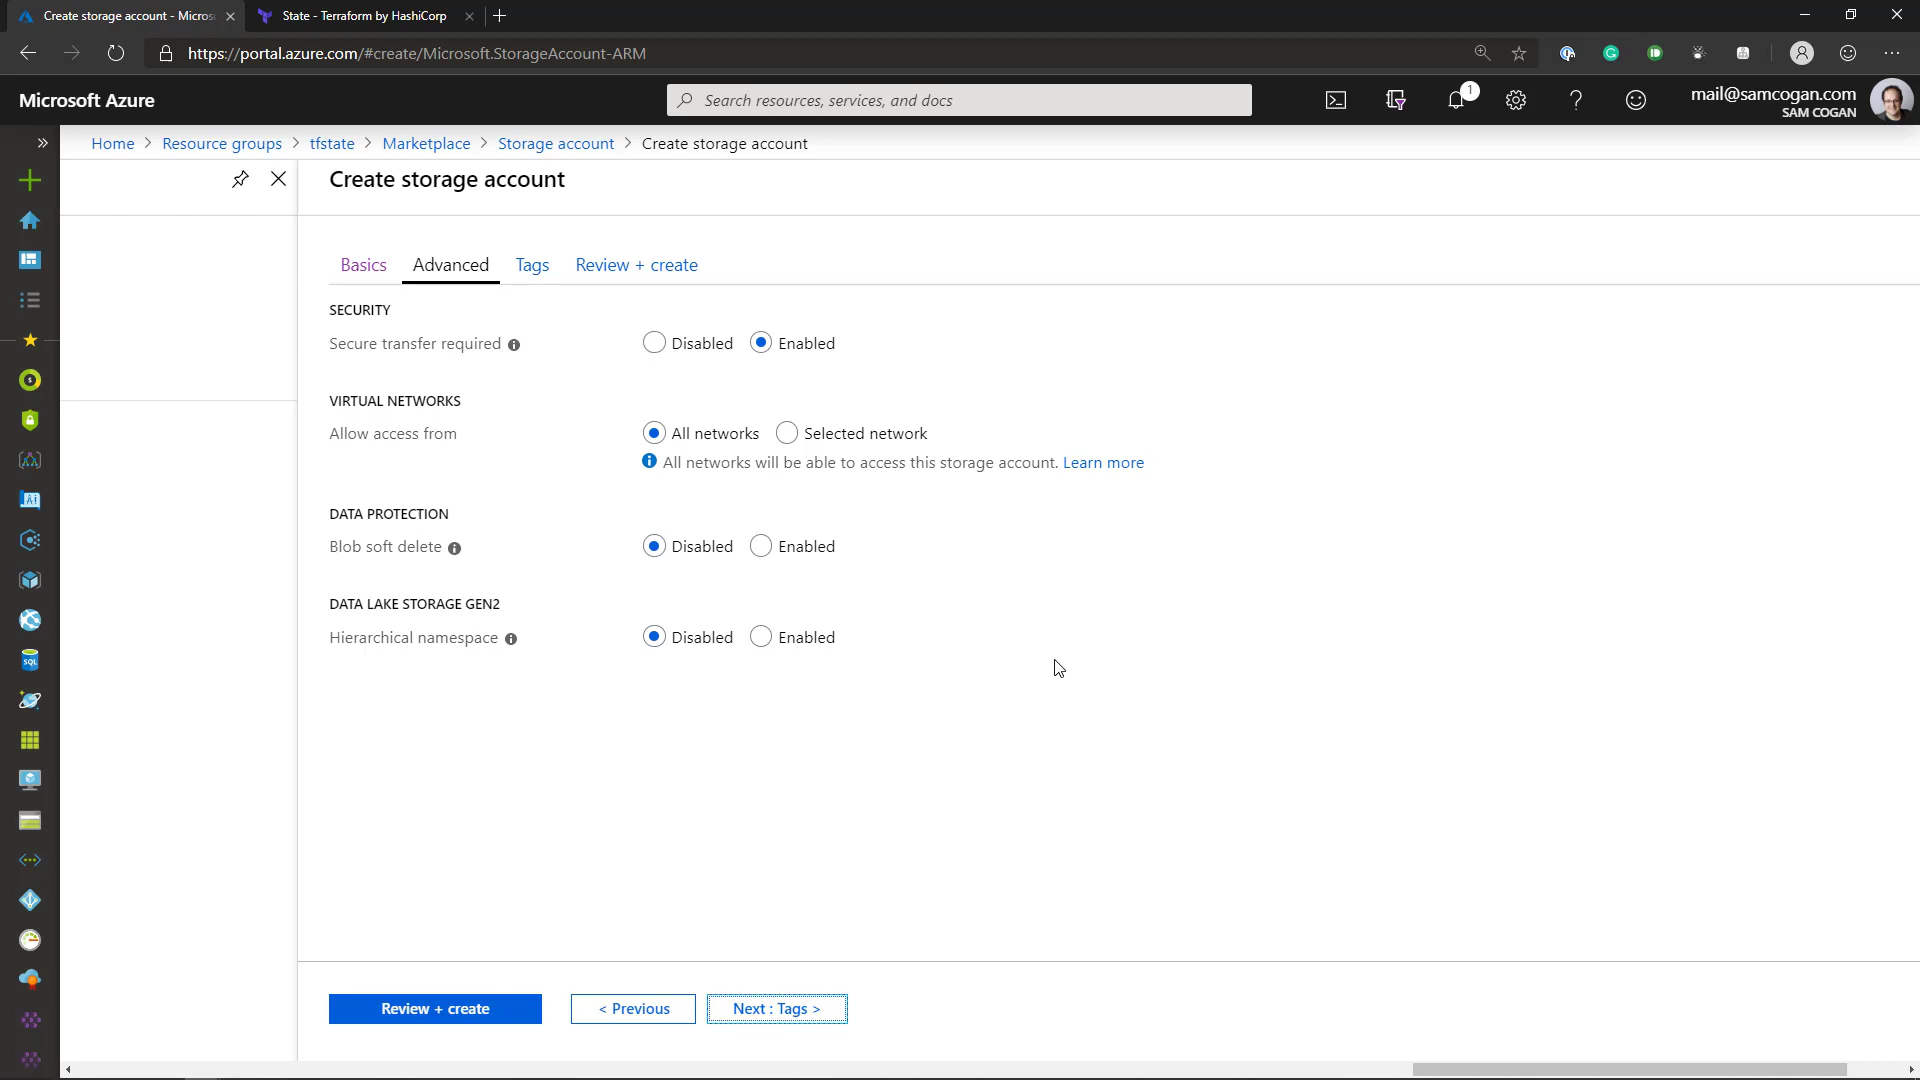 Create storage account - Micros
State - Terraform by HashiCorp
https://portal.azure.com/#create/Microsoft.StorageAccount-ARM
Microsoft Azure
Search resources, services, and docs
1
mail@samcogan.com
SAM COGAN
Home > Resource groups > tfstate > Marketplace > Storage account > Create storage account
Create storage account
Basics Advanced Tags Review + create
SECURITY
Secure transfer required Disabled Enabled
VIRTUAL NETWORKS
Allow access from All networks Selected network
All networks will be able to access this storage account. Learn more
DATA PROTECTION
Blob soft delete Disabled Enabled
DATA LAKE STORAGE GEN2
Hierarchical namespace Disabled Enabled
Review + create < Previous Next : Tags >
SQL